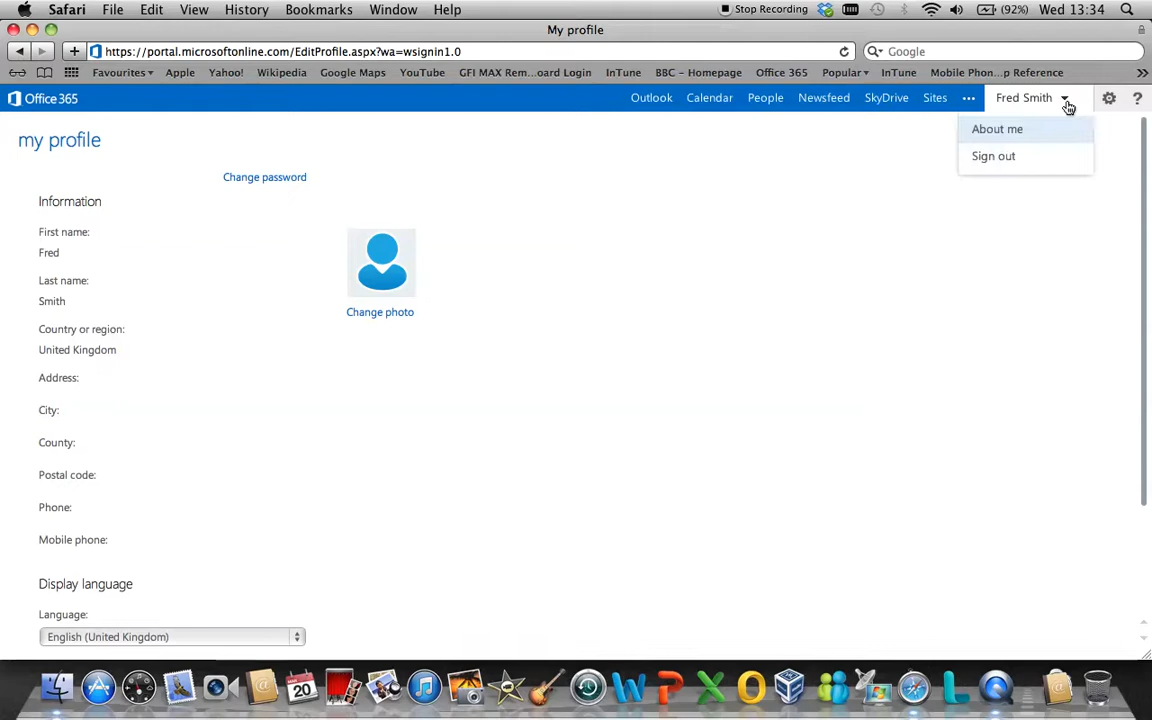 Safari File Edit View History Bookmarks Window Help Stop Recording (92%) Wed 13:34
My profile
https://portal.microsoftonline.com/EditProfile.aspx?wa=wsignin1.0 Google
Favourites Apple Yahoo! Wikipedia Google Maps YouTube GFI MAX Rem...oard Login InTune BBC - Homepage Office 365 Popular InTune Mobile Phon...p Reference
Office 365 Outlook Calendar People Newsfeed SkyDrive Sites ... Fred Smith ?
About me
Sign out
my profile
Change password
Information
First name:
Fred
Last name:
Smith
Country or region:
United Kingdom
Address:
City:
County:
Postal code:
Phone:
Mobile phone:
Change photo
Display language
Language:
English (United Kingdom)
MAR
20